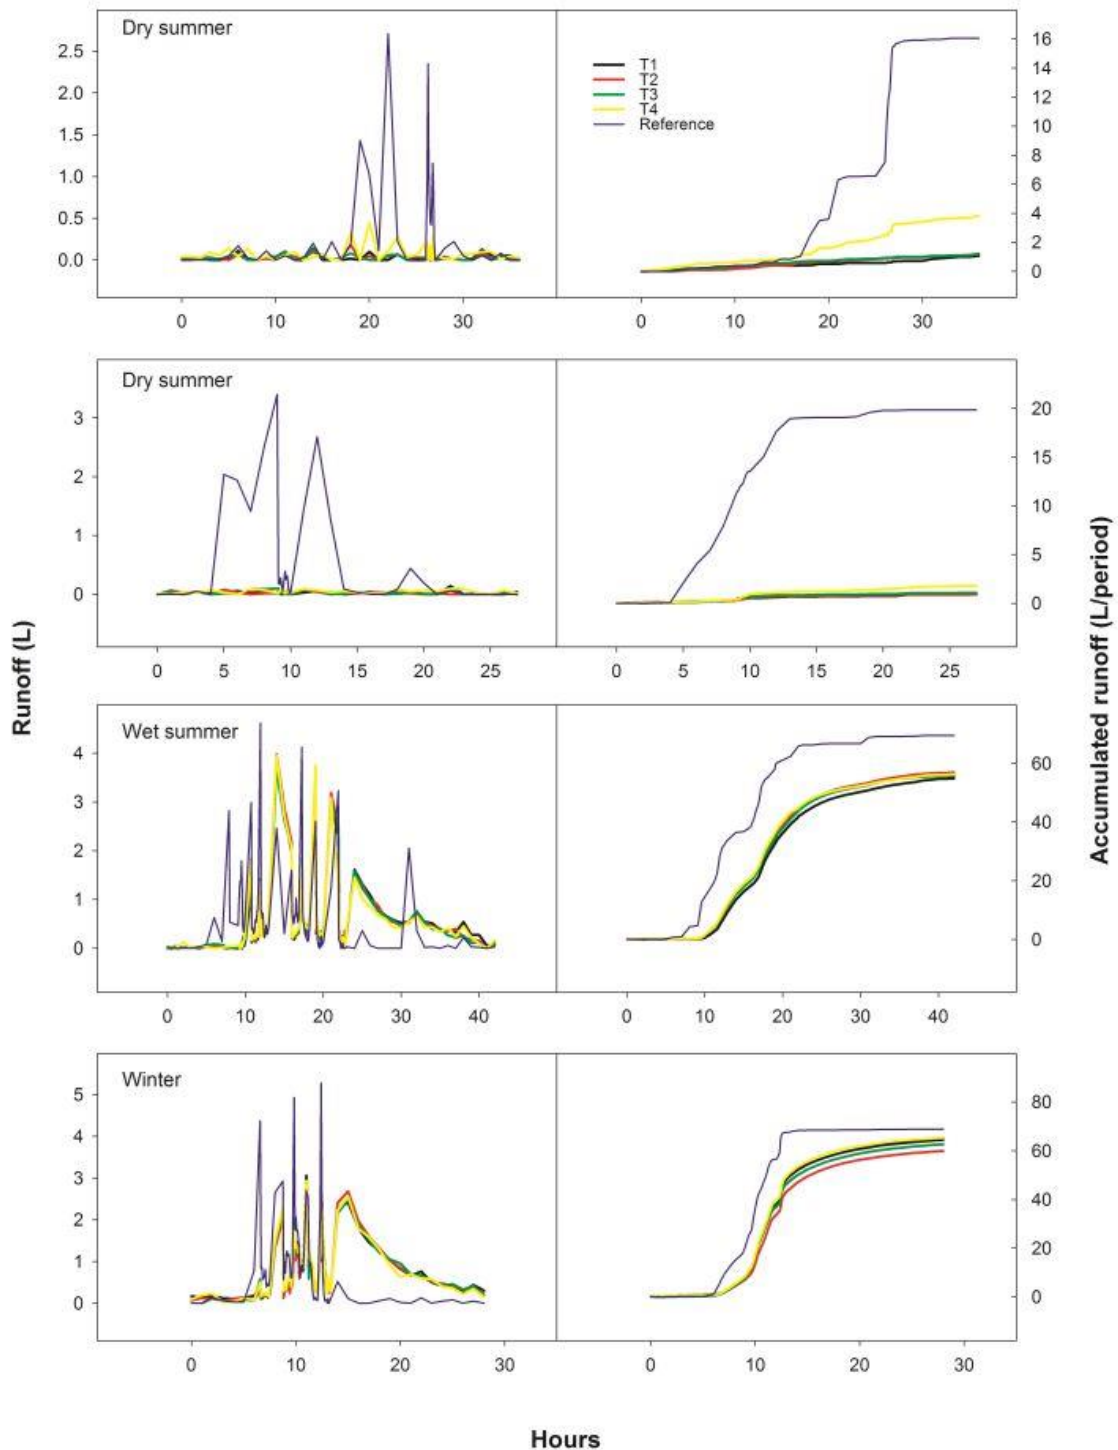 Dry summer
2.5
2.0
1.5
1.0
0.5
0.0
0 10 20 30
T1
T2
T3
T4
Reference
16
14
12
10
8
6
4
2
0
0 10 20 30
Dry summer
3
2
1
0
0 5 10 15 20 25
20
15
10
5
0
0 5 10 15 20 25
Runoff (L)
Accumulated runoff (L/period)
Wet summer
4
3
2
1
0
0 10 20 30 40
60
40
20
0
0 10 20 30 40
Winter
5
4
3
2
1
0
0 10 20 30
80
60
40
20
0
0 10 20 30
Hours